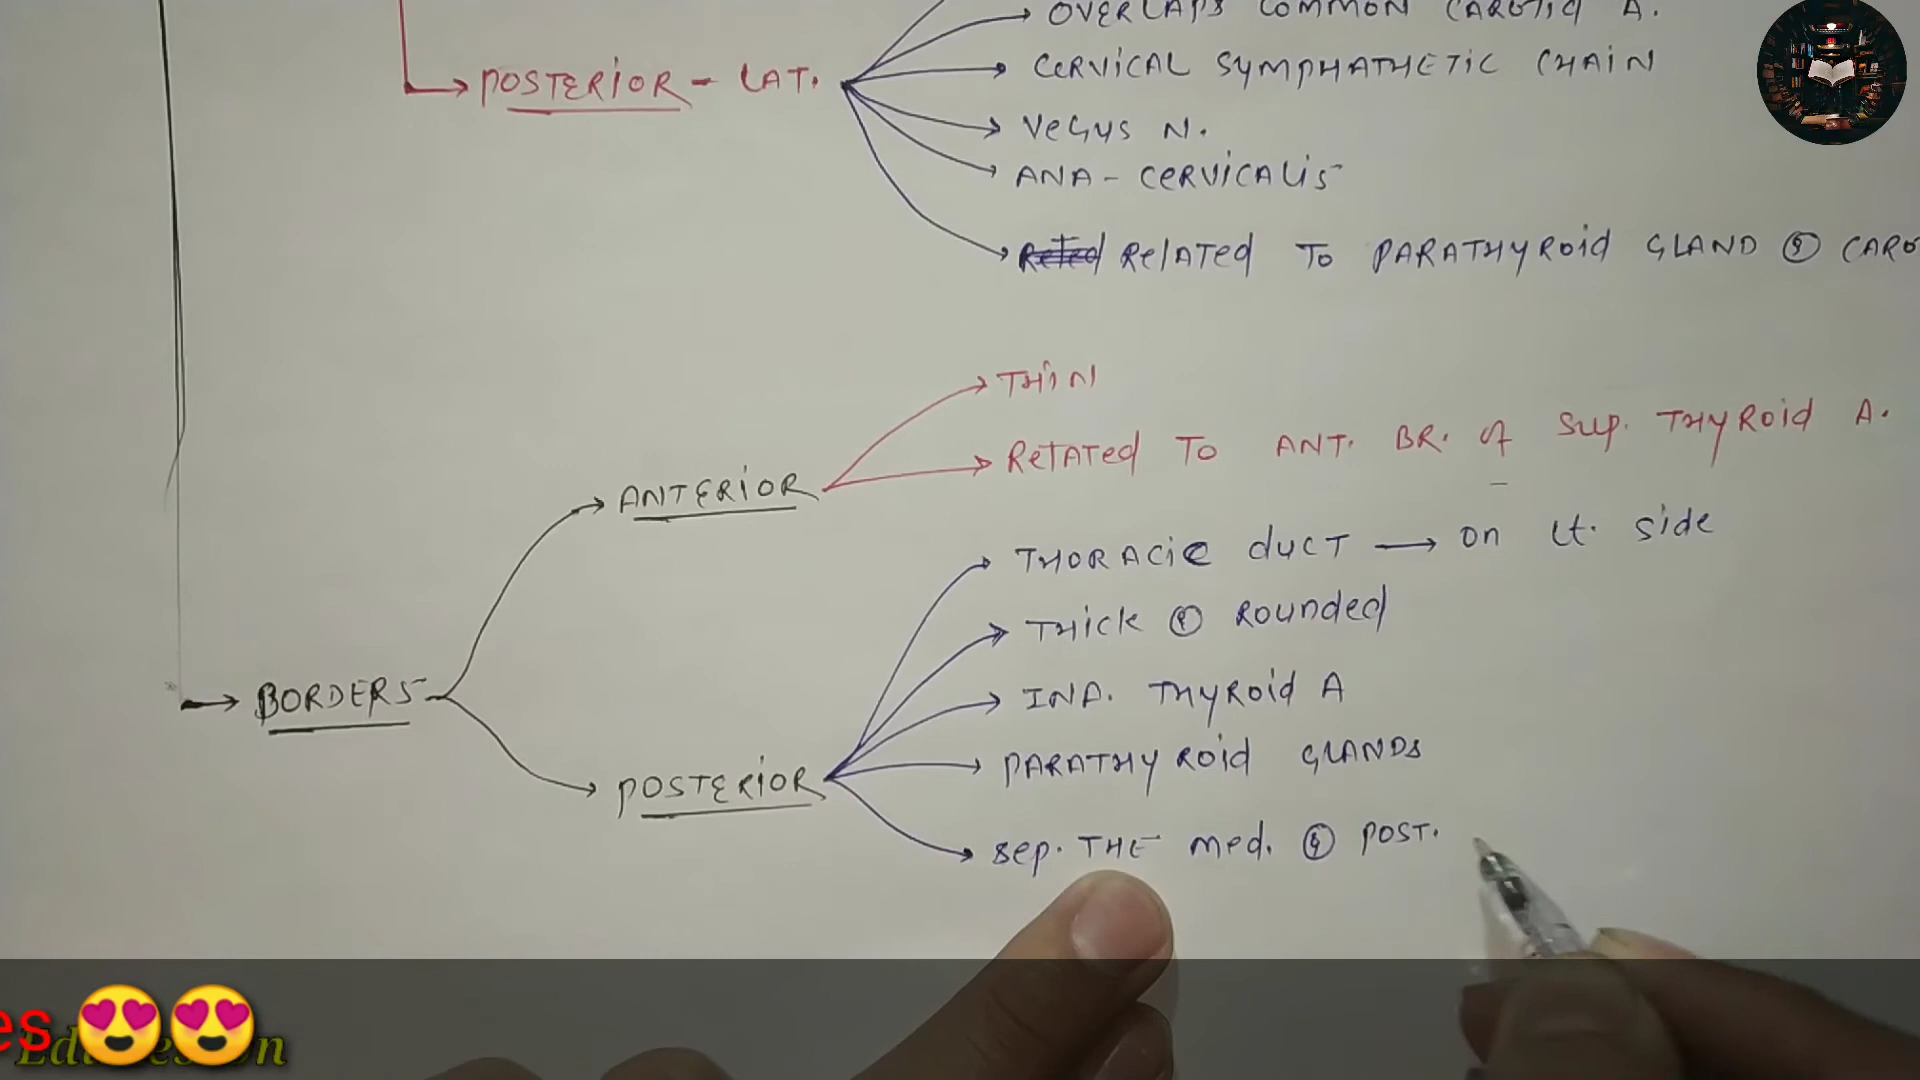 OVERLAPS COMMON CAROTID A.
POSTERIOR - LAT.
CERVICAL SYMPHATHETIC CHAIN
VEGUS N.
ANA - CERVICALIS
RELATED TO PARATHYROID GLAND & CARO
THIN
RETATED TO ANT. BR. of Sup. THYROID A.
ANTERIOR
THORACIC ducT → on Lt. side
THICK & ROUNDED
BORDERS
INA. THYROID A
PARATHYROID GLANDS
POSTERIOR
Sep. THE med. & POST.
es 😍😍